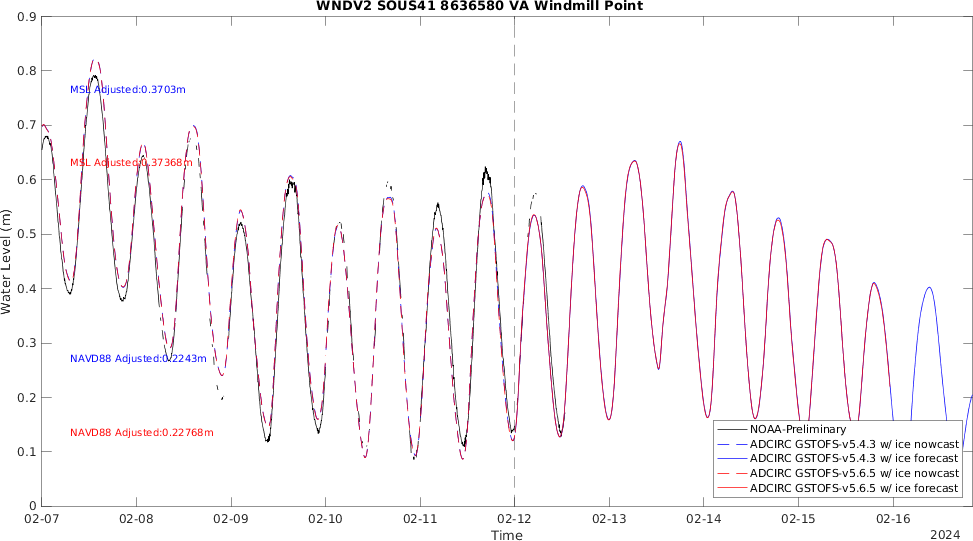 WNDV2 SOUS41 8636580 VA Windmill Point
0.9
0.8
MSL Adjusted:0.3703m
0.7
MSL Adjusted:0.37368m
0.6
0.5
Water Level (m)
0.4
0.3
NAVD88 Adjusted:0.2243m
0.2
NAVD88 Adjusted:0.22768m
0.1
0
NOAA-Preliminary
ADCIRC GSTOFS-v5.4.3 w/ ice nowcast
ADCIRC GSTOFS-v5.4.3 w/ ice forecast
ADCIRC GSTOFS-v5.6.5 w/ ice nowcast
ADCIRC GSTOFS-v5.6.5 w/ ice forecast
02-07 02-08 02-09 02-10 02-11 02-12 02-13 02-14 02-15 02-16
Time
2024